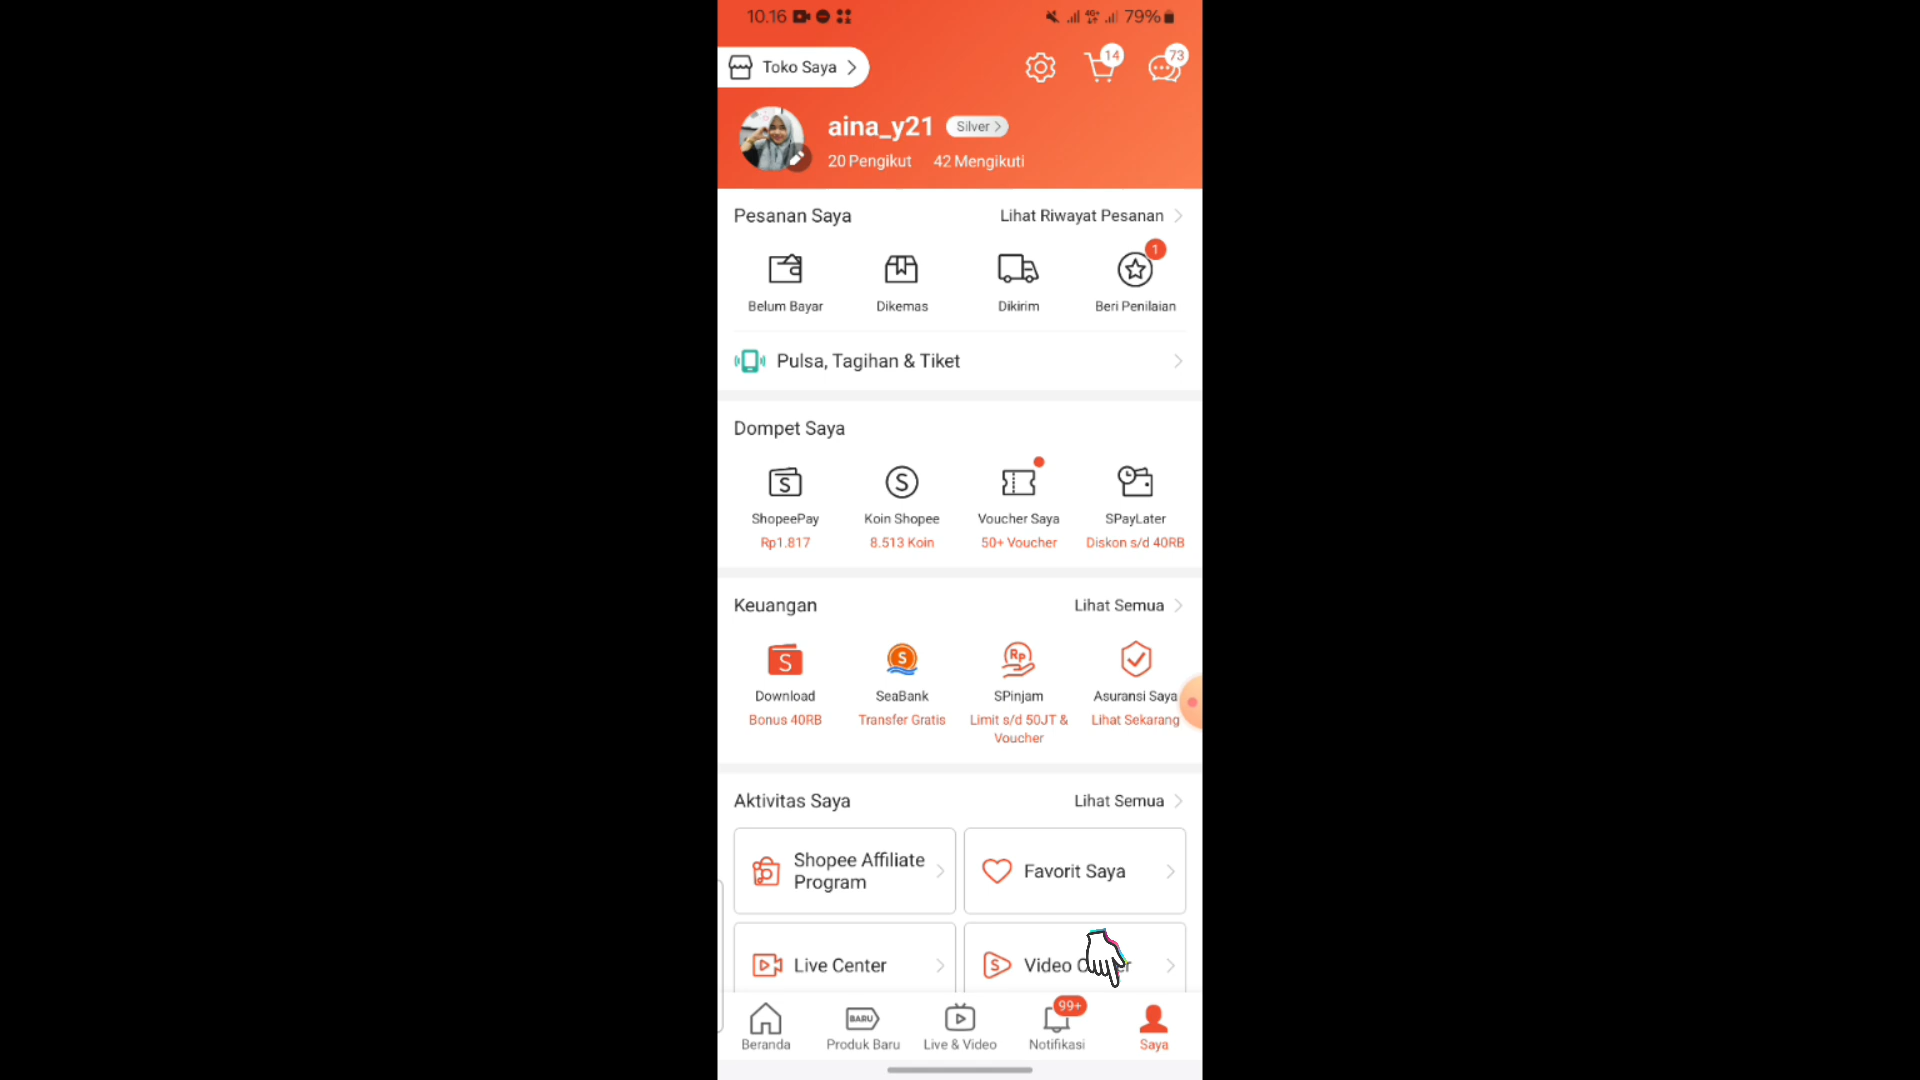 10.16 4G+ 79%
Toko Saya 14 73
aina_y21 Silver
20 Pengikut 42 Mengikuti
Pesanan Saya Lihat Riwayat Pesanan
1
Belum Bayar Dikemas Dikirim Beri Penilaian
Pulsa, Tagihan & Tiket
Dompet Saya
S S
ShopeePay Koin Shopee Voucher Saya SPayLater
Rp1.817 8.513 Koin 50+ Voucher Diskon s/d 40RB
Keuangan Lihat Semua
S S Rp
Download SeaBank SPinjam Asuransi Saya
Bonus 40RB Transfer Gratis Limit s/d 50JT & Lihat Sekarang
Voucher
Aktivitas Saya Lihat Semua
Shopee Affiliate
Program
Favorit Saya
Live Center S Video
99+
BARU
Beranda Produk Baru Live & Video Notifikasi Saya